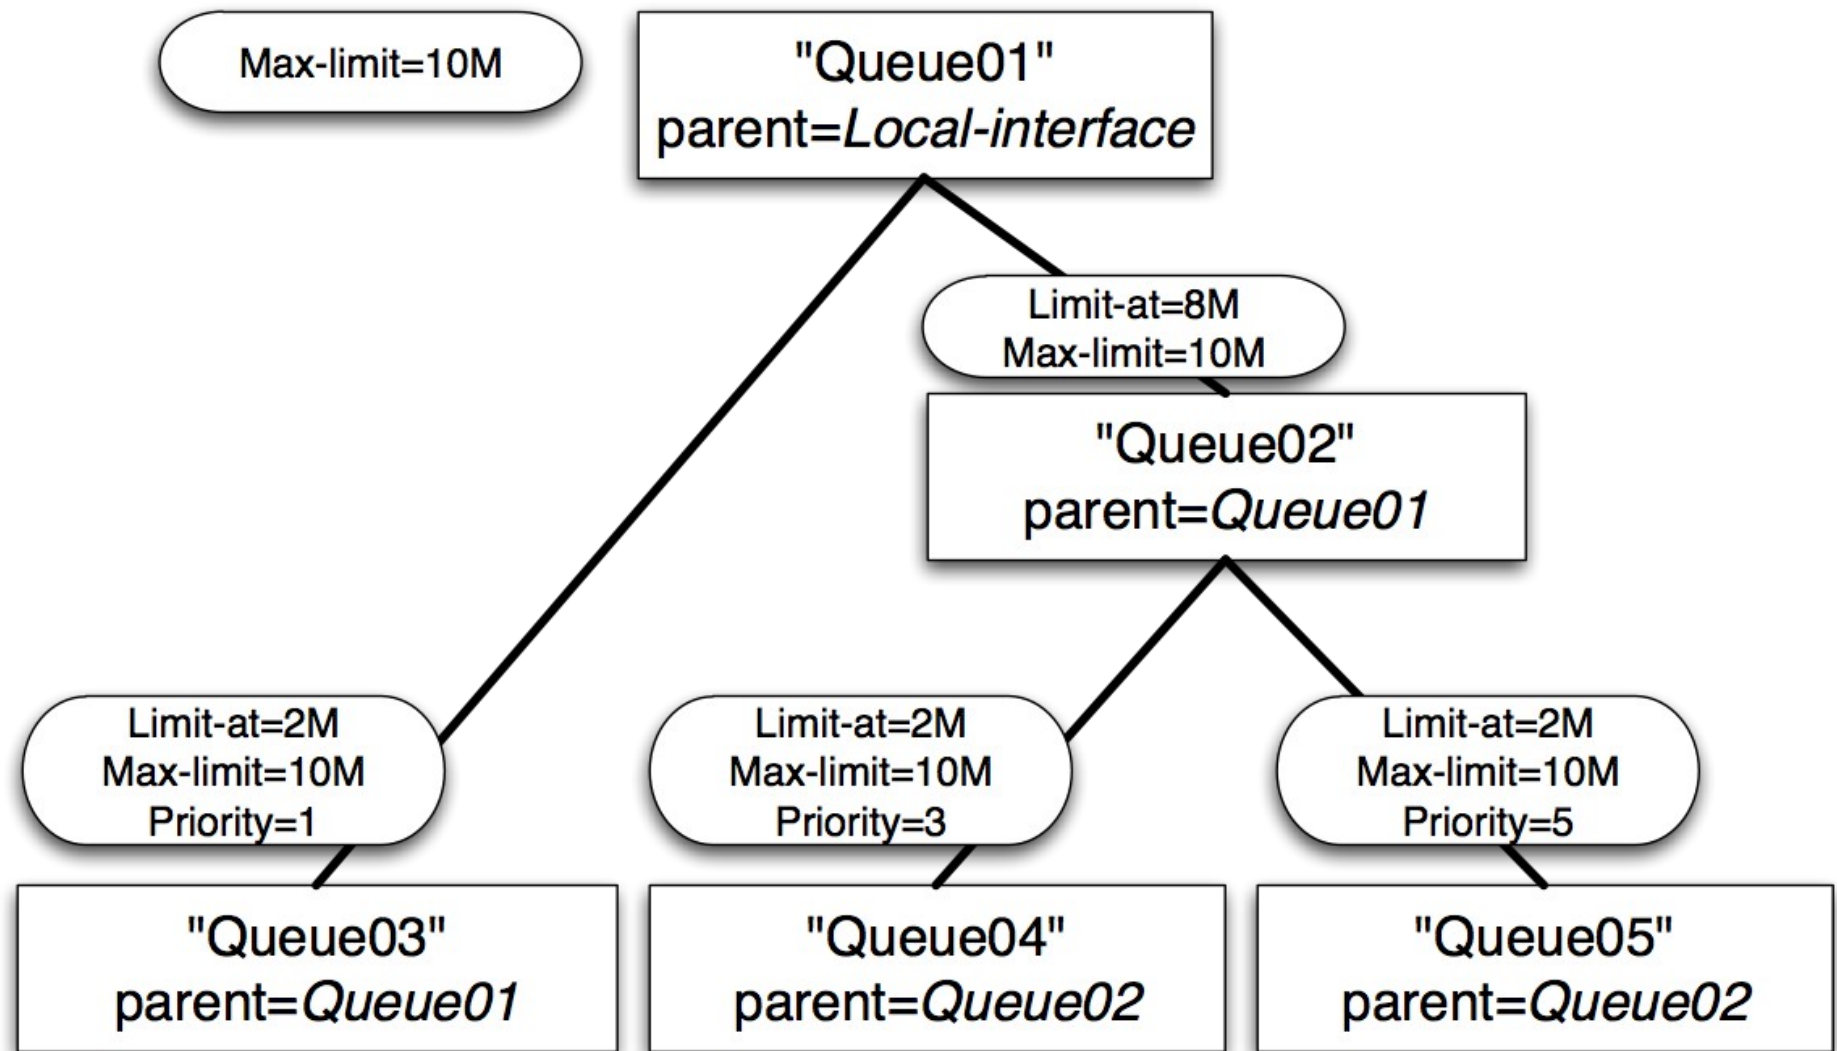 Max-limit=10M
"Queue01"
parent=Local-interface
Limit-at=8M
Max-limit=10M
"Queue02"
parent=Queue01
Limit-at=2M
Max-limit=10M
Priority=1
"Queue03"
parent=Queue01
Limit-at=2M
Max-limit=10M
Priority=3
"Queue04"
parent=Queue02
Limit-at=2M
Max-limit=10M
Priority=5
"Queue05"
parent=Queue02